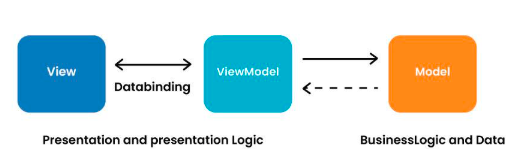 View
Databinding
ViewModel
Model
Presentation and presentation Logic
BusinessLogic and Data